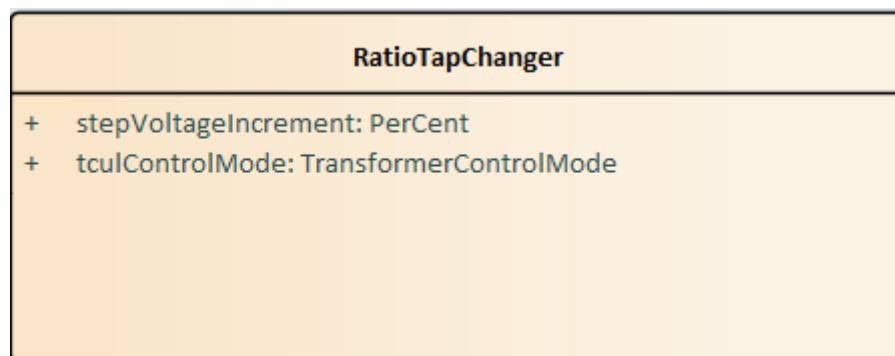 RatioTapChanger
+ stepVoltageIncrement: PerCent
+ tculControlMode: TransformerControlMode